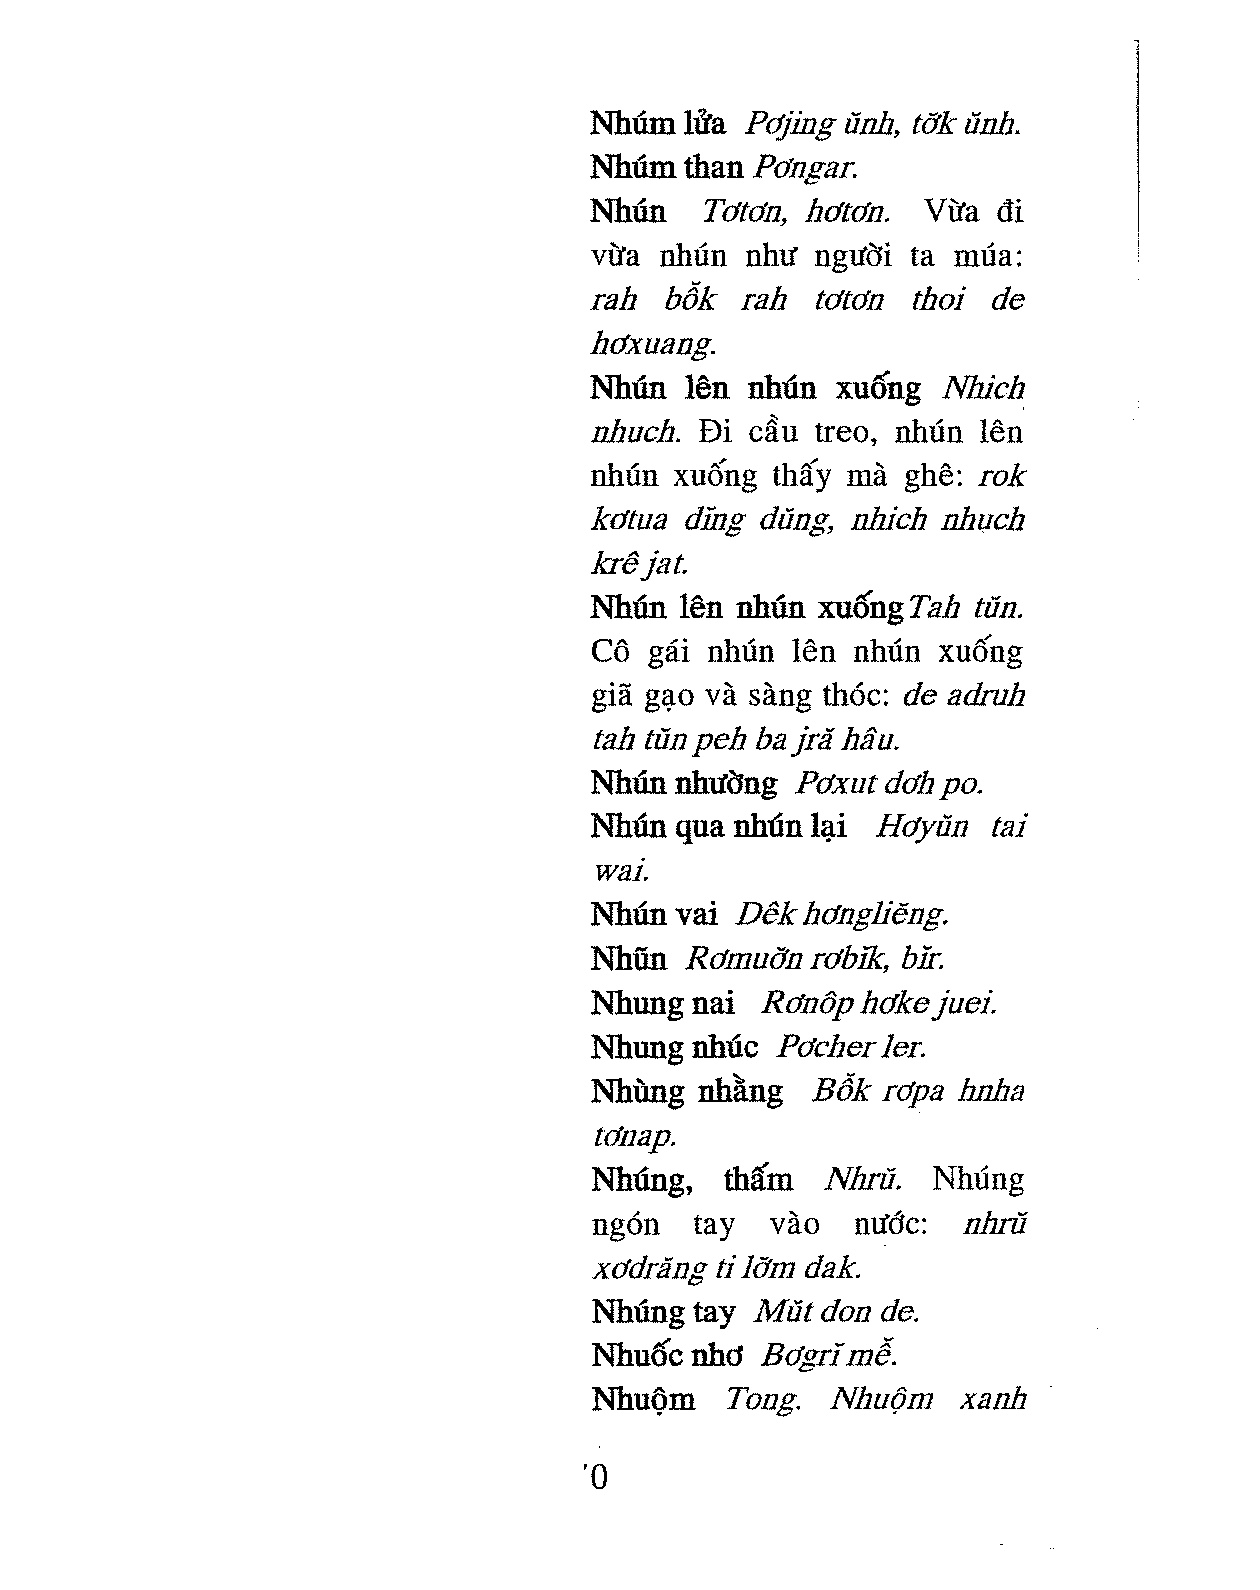 Nhúm lửa Pơjing ŭnh, tơ̆k ŭnh.
Nhúm than Pơngar.
Nhún Tơtơn, hơtơn. Vừa đi
vừa nhún như người ta múa:
rah bô̆k rah tơtơn thoi de
hơxuang.
Nhún lên nhún xuống Nhich
nhuch. Đi cầu treo, nhún lên
nhún xuống thấy mà ghê: rok
kơtua dĭng dŭng, nhich nhuch
krê jat.
Nhún lên nhún xuống Tah tŭn.
Cô gái nhún lên nhún xuống
giã gạo và sàng thóc: de adruh
tah tŭn peh ba jră hâu.
Nhún nhường Pơxut dơh po.
Nhún qua nhún lại Hơyŭn tai
wai.
Nhún vai Dêk hơngliĕng.
Nhũn Rơmuơ̆n rơbĭk, bĭr.
Nhung nai Rơnôp hơke juei.
Nhung nhúc Pơcher ler.
Nhùng nhằng Bô̆k rơpa hnha
tơnap.
Nhúng, thấm Nhrŭ. Nhúng
ngón tay vào nước: nhrŭ
xơdrăng ti lơ̆m dak.
Nhúng tay Mŭt don de.
Nhuốc nhơ Bơgrĭ mê̆.
Nhuộm Tong. Nhuộm xanh
'0